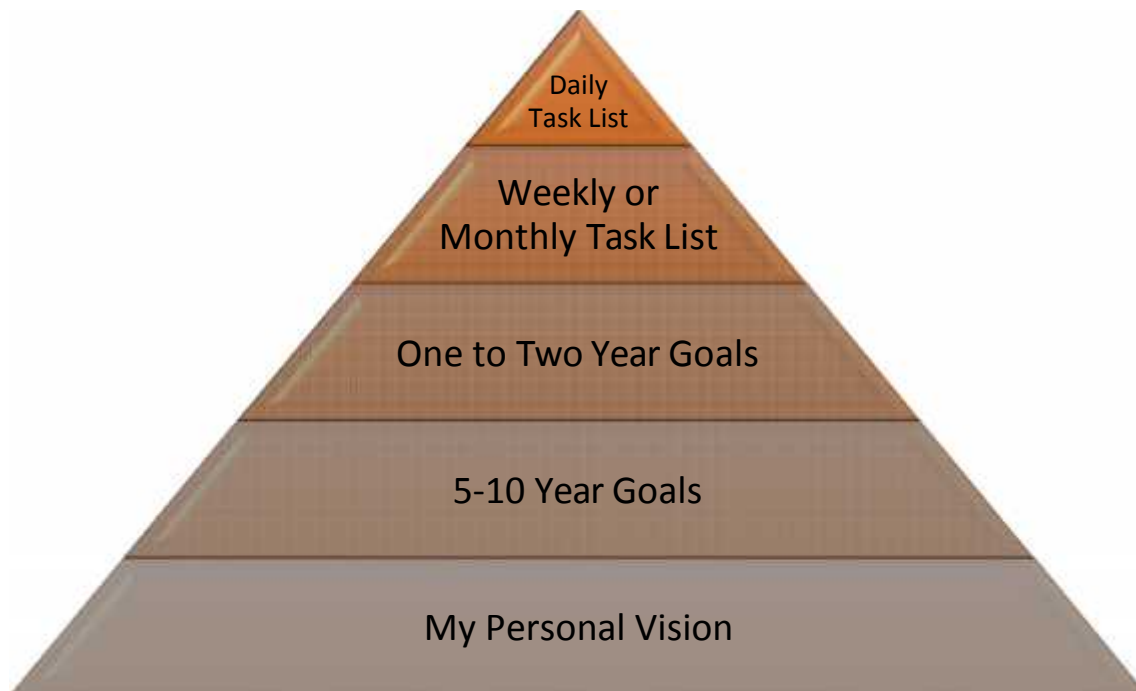 Daily
Task List
Weekly or
Monthly Task List
One to Two Year Goals
5-10 Year Goals
My Personal Vision